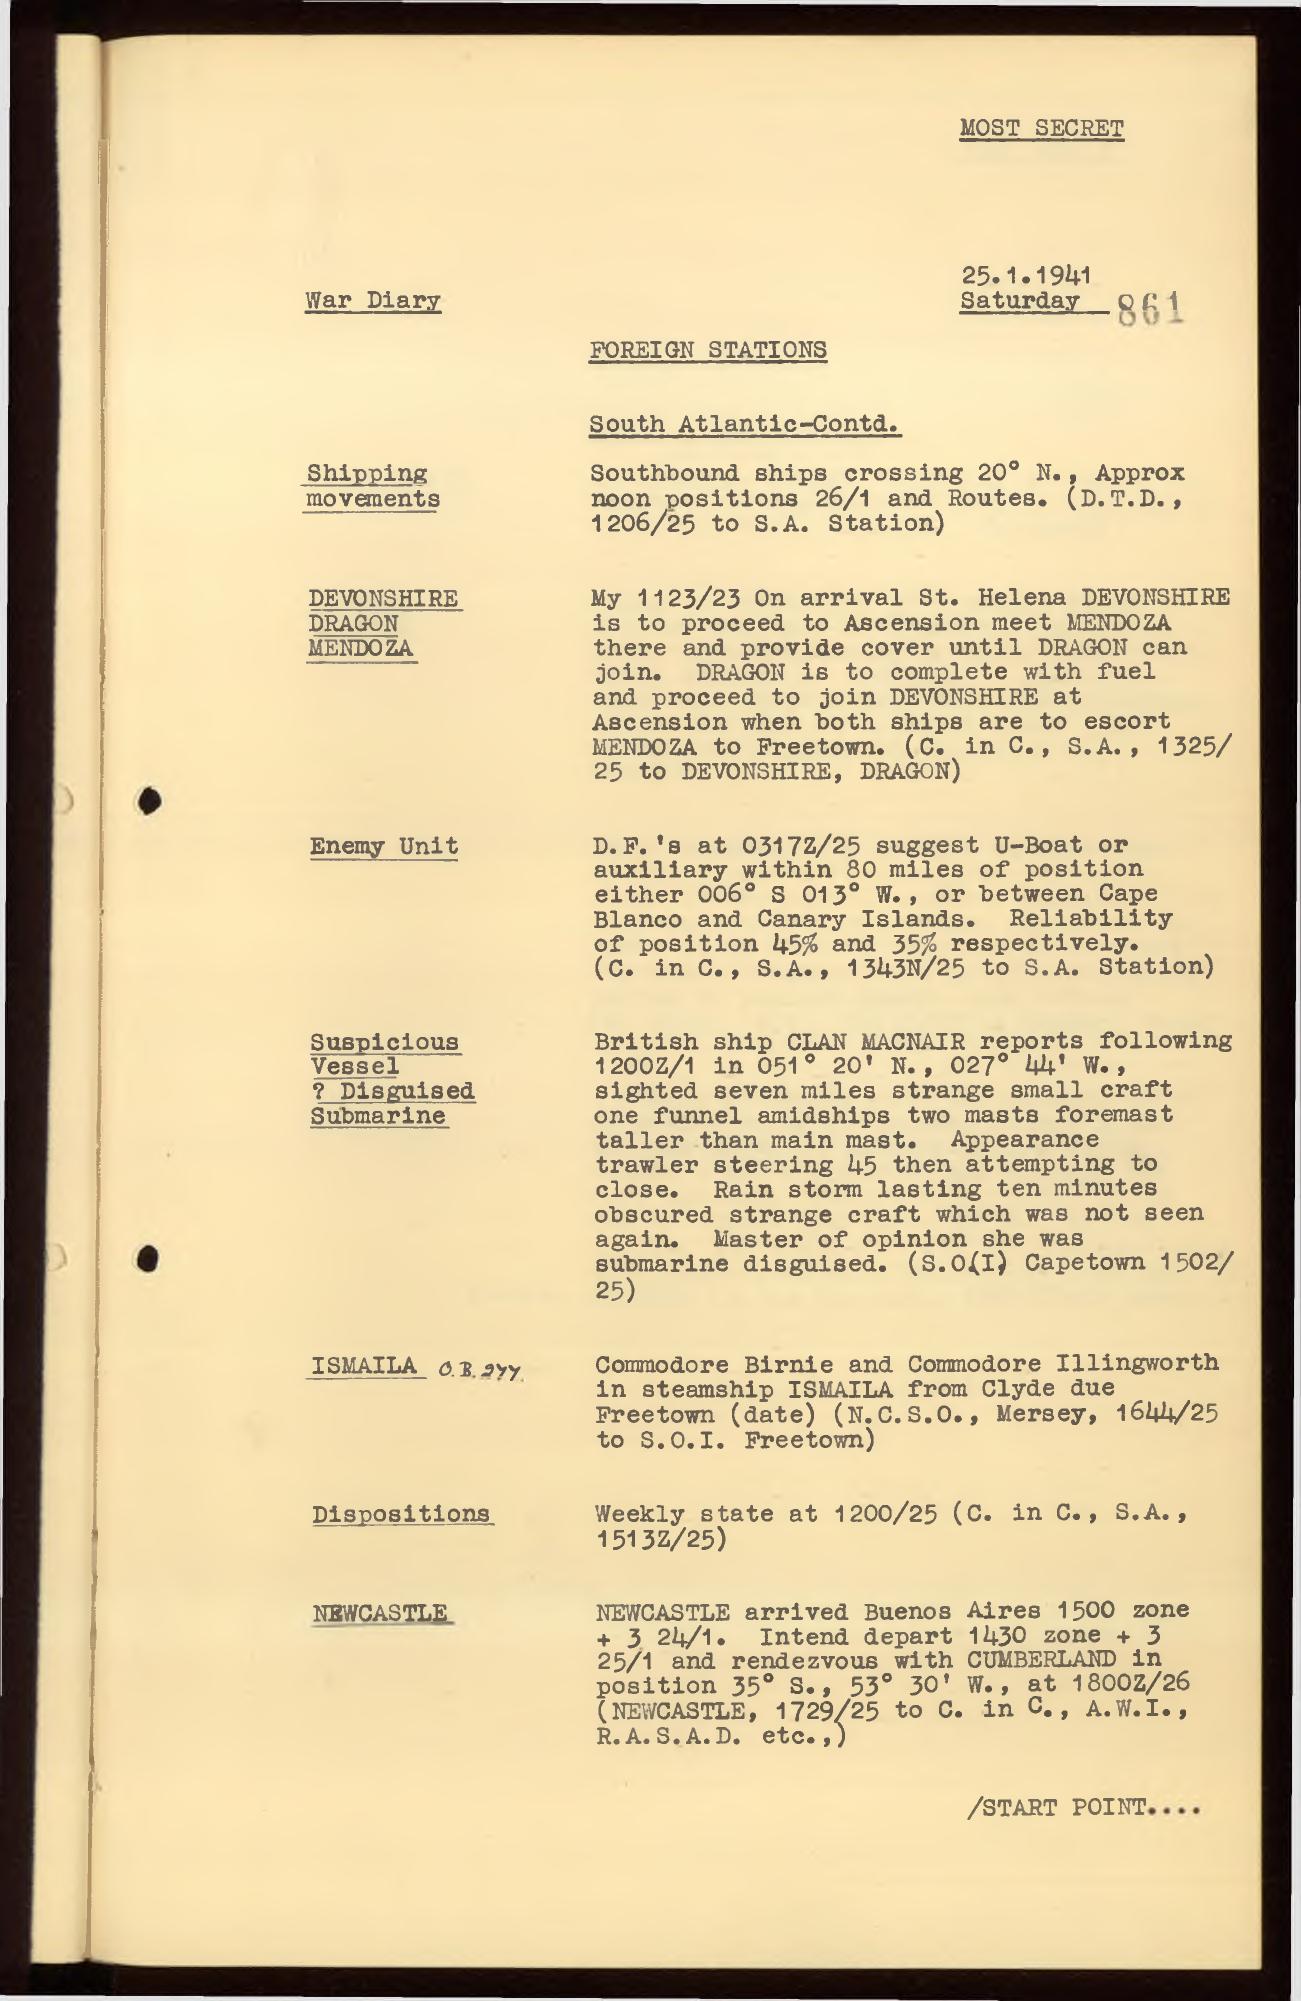 MOST SECRET
25.1.1941
War Diary
Saturday 861
FOREIGN STATIONS
South Atlantic-Contd.
Shipping
movements
Southbound ships crossing 20° N., Approx
noon positions 26/1 and Routes. (D.T.D.,
1206/25 to S.A. Station)
DEVONSHIRE
DRAGON
MENDOZA
My 1123/23 On arrival St. Helena DEVONSHIRE
is to proceed to Ascension meet MENDOZA
there and provide cover until DRAGON can
join. DRAGON is to complete with fuel
and proceed to join DEVONSHIRE at
Ascension when both ships are to escort
MENDOZA to Freetown. (C. in C., S.A., 1325/
25 to DEVONSHIRE, DRAGON)
Enemy Unit
D.F.'s at 0317Z/25 suggest U-Boat or
auxiliary within 80 miles of position
either 006° S 013° W., or between Cape
Blanco and Canary Islands. Reliability
of position 45% and 35% respectively.
(C. in C., S.A., 1343N/25 to S.A. Station)
Suspicious
Vessel
? Disguised
Submarine
British ship CLAN MACNAIR reports following
1200Z/1 in 051° 20' N., 027° 44' W.,
sighted seven miles strange small craft
one funnel amidships two masts foremast
taller than main mast. Appearance
trawler steering 45 then attempting to
close. Rain storm lasting ten minutes
obscured strange craft which was not seen
again. Master of opinion she was
submarine disguised. (S.O(I) Capetown 1502/
25)
ISMAILA O.B.277.
Commodore Birnie and Commodore Illingworth
in steamship ISMAILA from Clyde due
Freetown (date) (N.C.S.O., Mersey, 1644/25
to S.O.I. Freetown)
Dispositions
Weekly state at 1200/25 (C. in C., S.A.,
1513Z/25)
NEWCASTLE
NEWCASTLE arrived Buenos Aires 1500 zone
+ 3 24/1. Intend depart 1430 zone + 3
25/1 and rendezvous with CUMBERLAND in
position 35° S., 53° 30' W., at 1800Z/26
(NEWCASTLE, 1729/25 to C. in C., A.W.I.,
R.A.S.A.D. etc.,)
/START POINT....